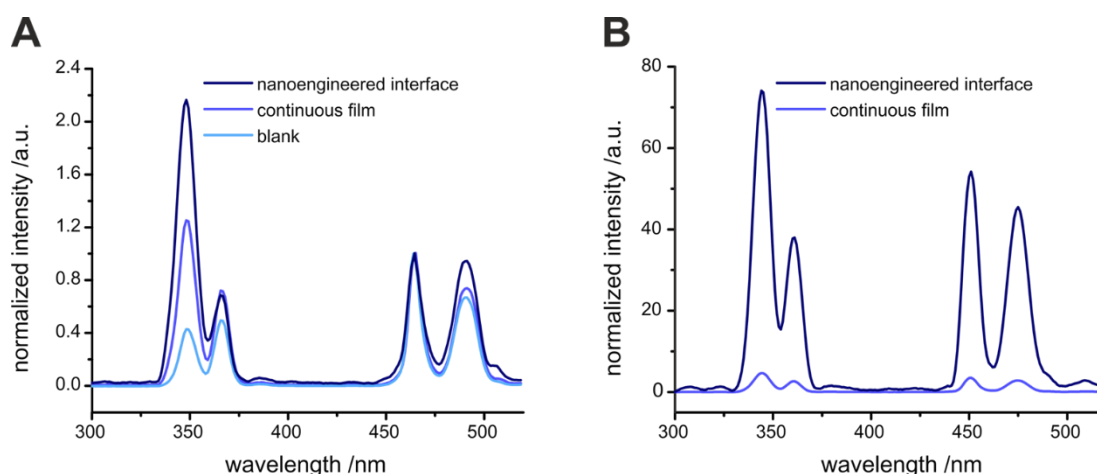 A
nanoengineered interface
continuous film
blank
2.4
2.0
1.6
1.2
0.8
0.4
0.0
normalized intensity /a.u.
300
350
400
450
500
wavelength /nm
B
nanoengineered interface
continuous film
80
60
40
20
0
normalized intensity /a.u.
300
350
400
450
500
wavelength /nm